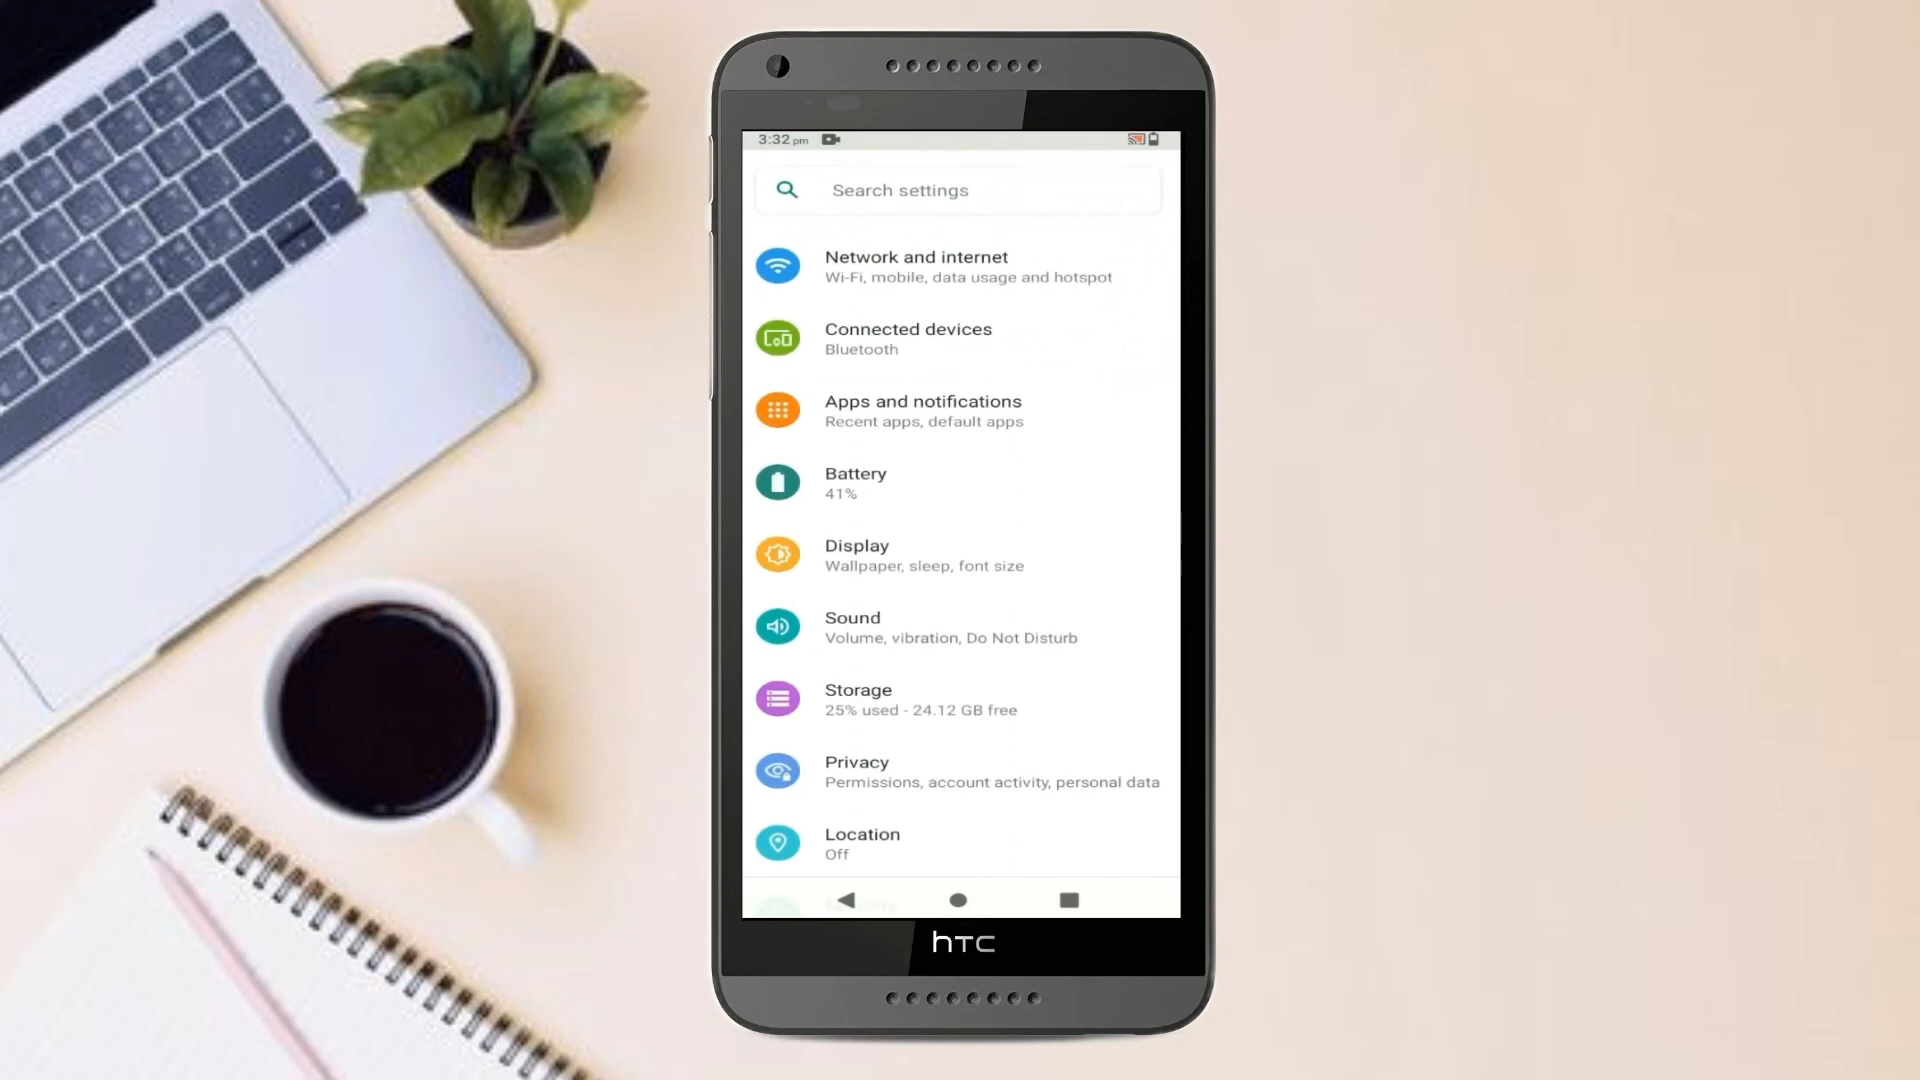 3:32 pm
Search settings
Network and internet
Wi-Fi, mobile, data usage and hotspot
Connected devices
Bluetooth
Apps and notifications
Recent apps, default apps
Battery
41%
Display
Wallpaper, sleep, font size
Sound
Volume, vibration, Do Not Disturb
Storage
25% used - 24.12 GB free
Privacy
Permissions, account activity, personal data
Location
Off
Security
hTC